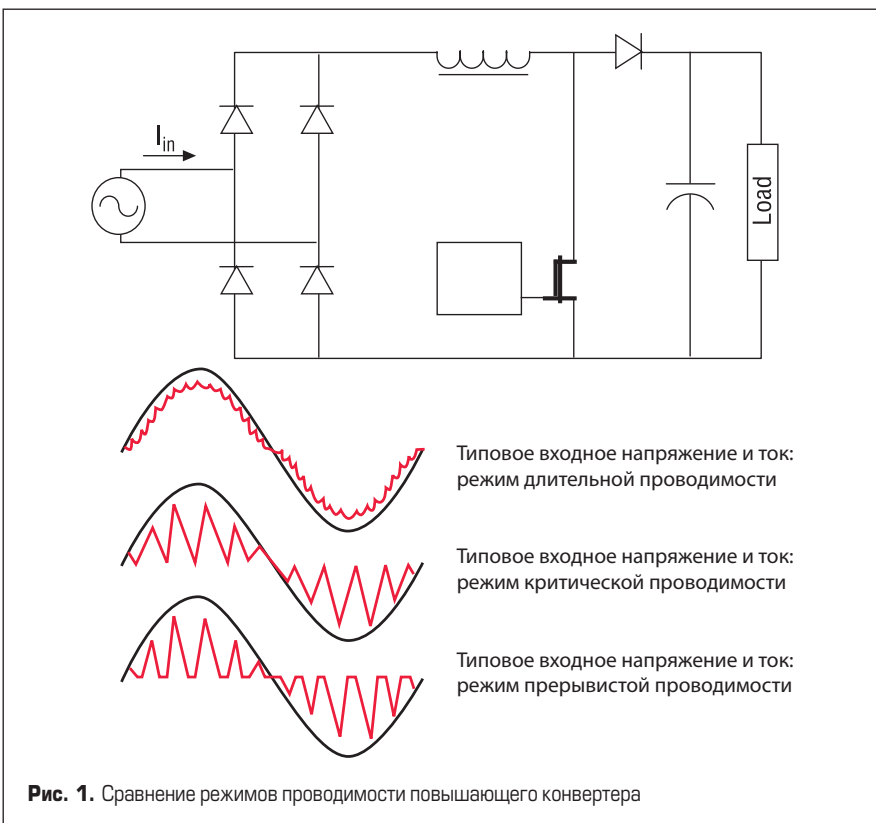 I_in
Load
Типовое входное напряжение и ток:
режим длительной проводимости
Типовое входное напряжение и ток:
режим критической проводимости
Типовое входное напряжение и ток:
режим прерывистой проводимости
Рис. 1. Сравнение режимов проводимости повышающего конвертера